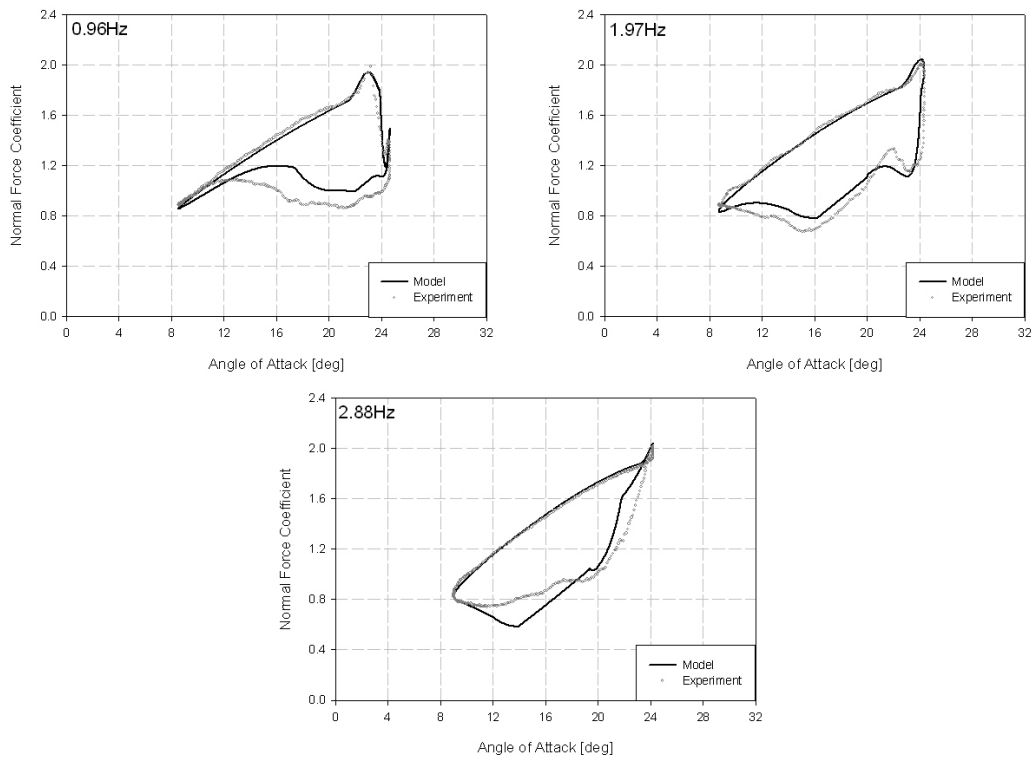 0.96Hz
2.4
2.0
1.6
1.2
0.8
0.4
0.0
Normal Force Coefficient
0 4 8 12 16 20 24 28 32
Angle of Attack [deg]
Model
Experiment
1.97Hz
2.4
2.0
1.6
1.2
0.8
0.4
0.0
Normal Force Coefficient
0 4 8 12 16 20 24 28 32
Angle of Attack [deg]
Model
Experiment
2.88Hz
2.4
2.0
1.6
1.2
0.8
0.4
0.0
Normal Force Coefficient
0 4 8 12 16 20 24 28 32
Angle of Attack [deg]
Model
Experiment